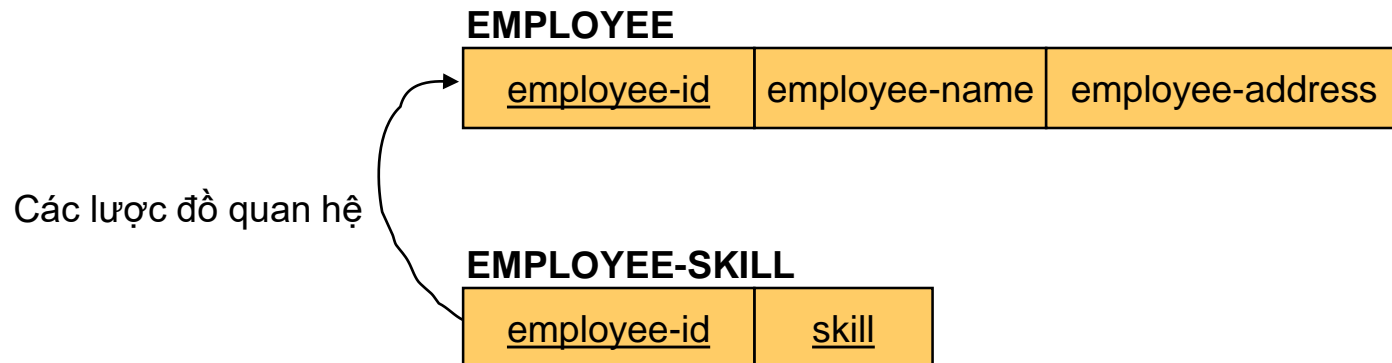 EMPLOYEE
employee-id employee-name employee-address
Các lược đồ quan hệ
EMPLOYEE-SKILL
employee-id skill